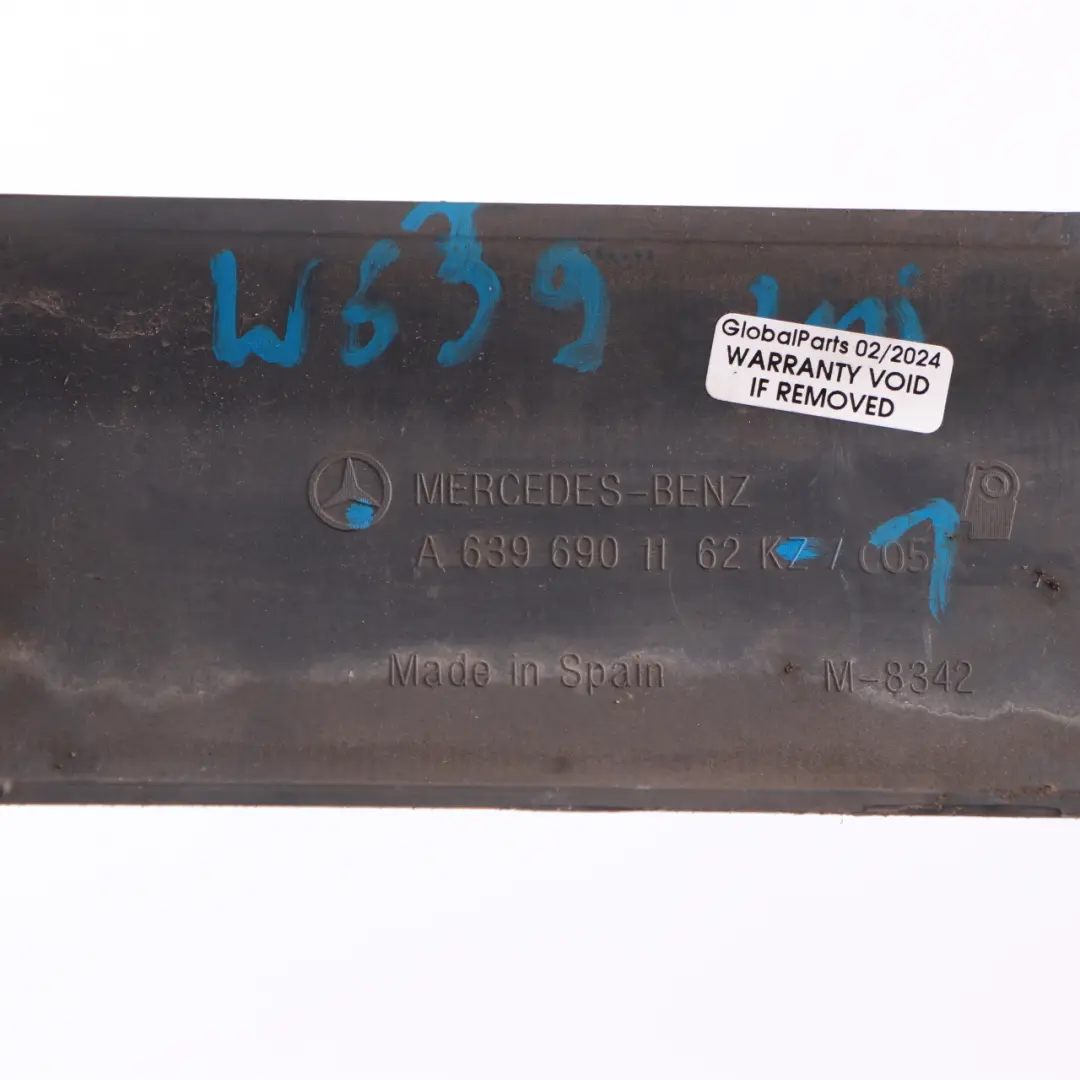 W639
GlobalParts 02/2024
WARRANTY VOID
IF REMOVED
MERCEDES-BENZ
A 639 690 11 62 KZ / C05
1
Made in Spain
M-8342